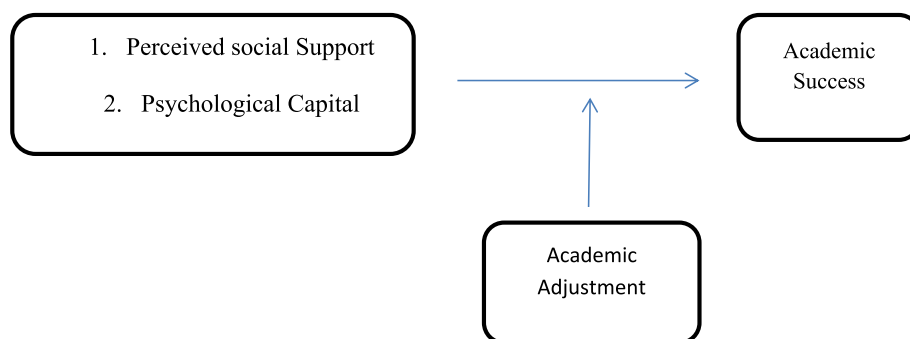 1. Perceived social Support
2. Psychological Capital
Academic
Success
Academic
Adjustment